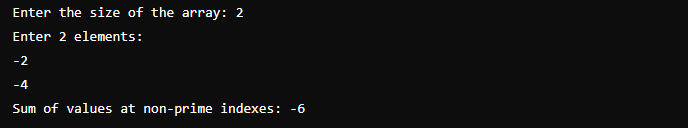 Enter the size of the array: 2
Enter 2 elements:
-2
-4
Sum of values at non-prime indexes: -6